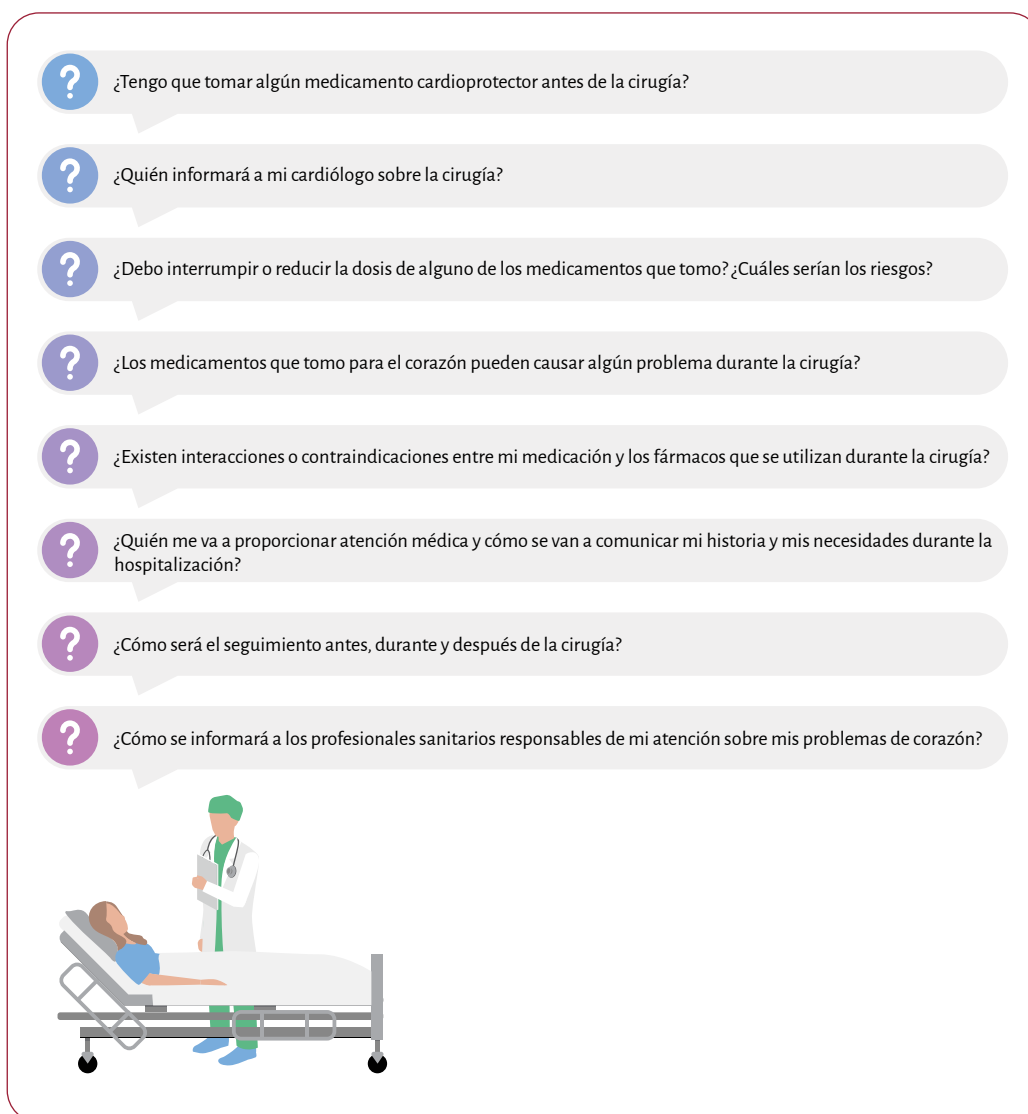 ¿Tengo que tomar algún medicamento cardioprotector antes de la cirugía?
¿Quién informará a mi cardiólogo sobre la cirugía?
¿Debo interrumpir o reducir la dosis de alguno de los medicamentos que tomo? ¿Cuáles serían los riesgos?
¿Los medicamentos que tomo para el corazón pueden causar algún problema durante la cirugía?
¿Existen interacciones o contraindicaciones entre mi medicación y los fármacos que se utilizan durante la cirugía?
¿Quién me va a proporcionar atención médica y cómo se van a comunicar mi historia y mis necesidades durante la
hospitalización?
¿Cómo será el seguimiento antes, durante y después de la cirugía?
¿Cómo se informará a los profesionales sanitarios responsables de mi atención sobre mis problemas de corazón?